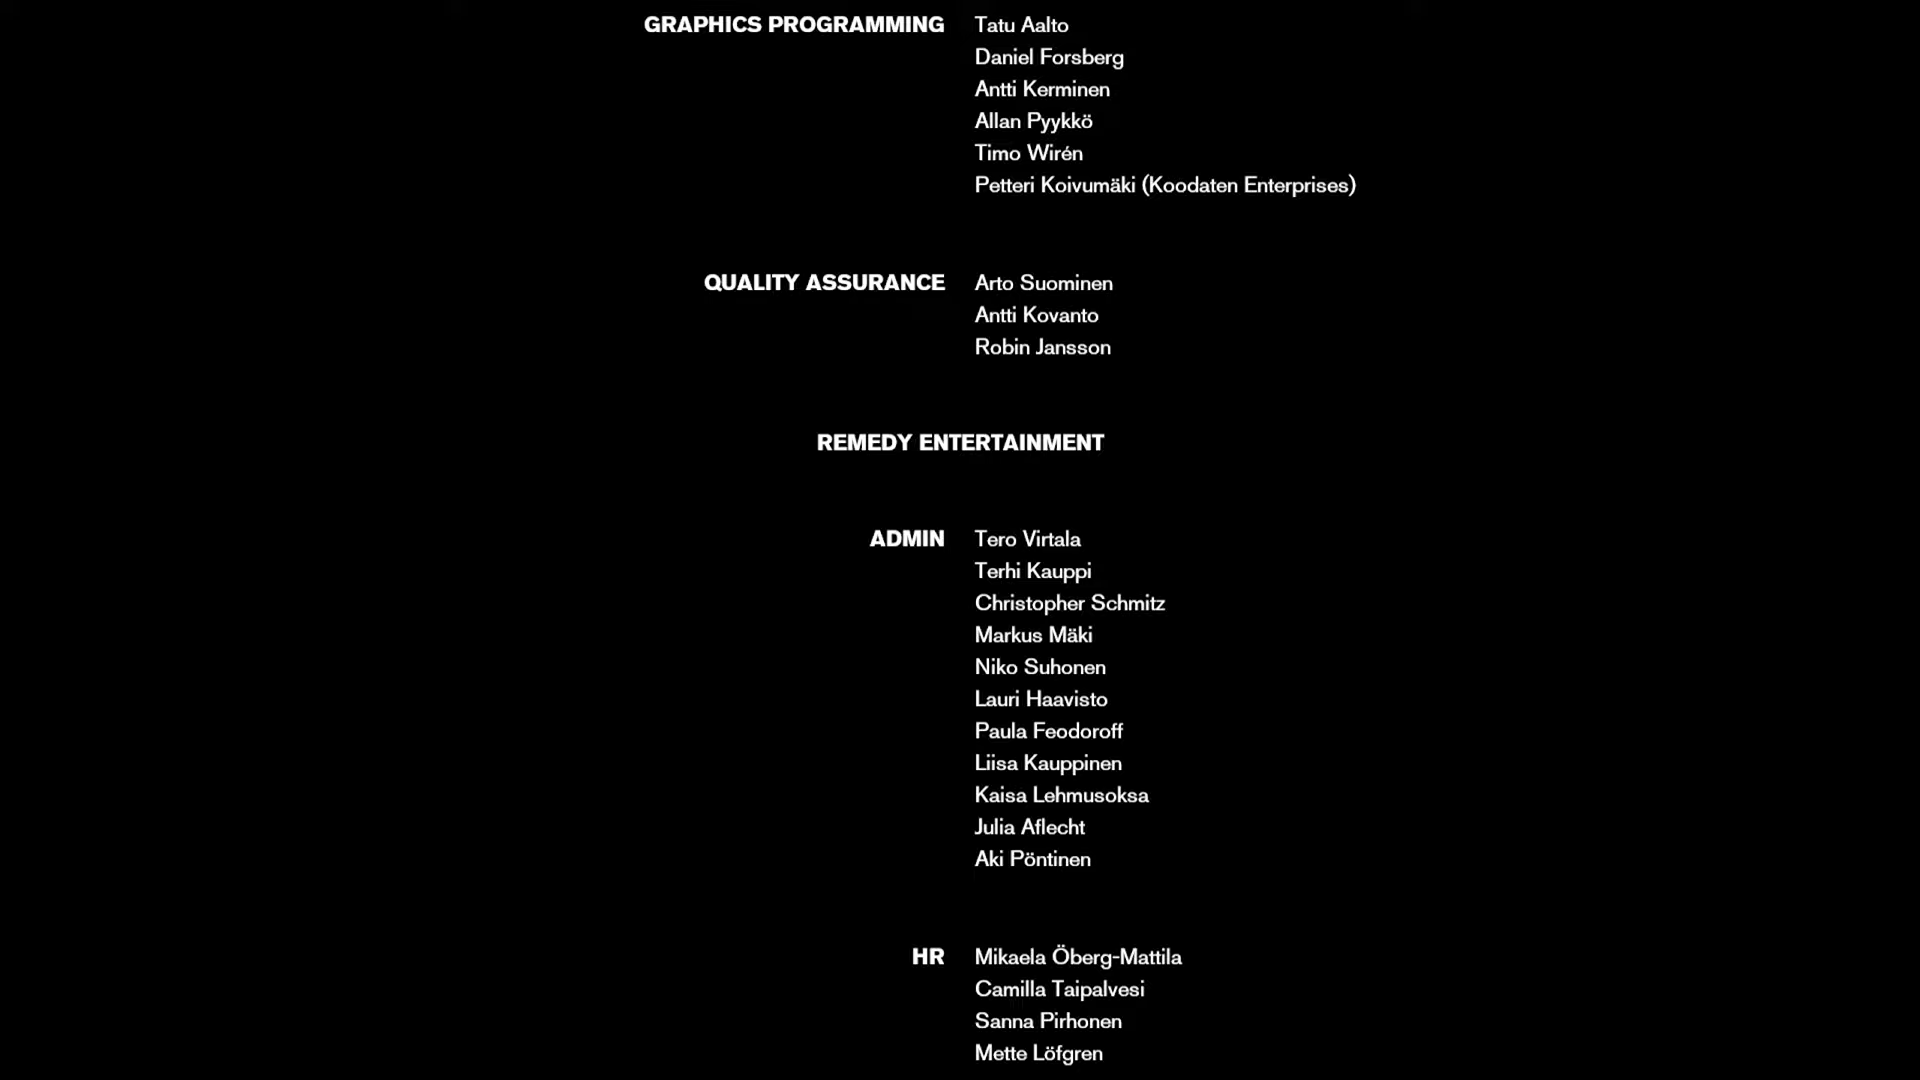 GRAPHICS PROGRAMMING Tatu Aalto
Daniel Forsberg
Antti Kerminen
Allan Pyykkö
Timo Wirén
Petteri Koivumäki (Koodaten Enterprises)
QUALITY ASSURANCE Arto Suominen
Antti Kovanto
Robin Jansson
REMEDY ENTERTAINMENT
ADMIN Tero Virtala
Terhi Kauppi
Christopher Schmitz
Markus Mäki
Niko Suhonen
Lauri Haavisto
Paula Feodoroff
Liisa Kauppinen
Kaisa Lehmusoksa
Julia Aflecht
Aki Pöntinen
HR Mikaela Öberg-Mattila
Camilla Taipalvesi
Sanna Pirhonen
Mette Löfgren